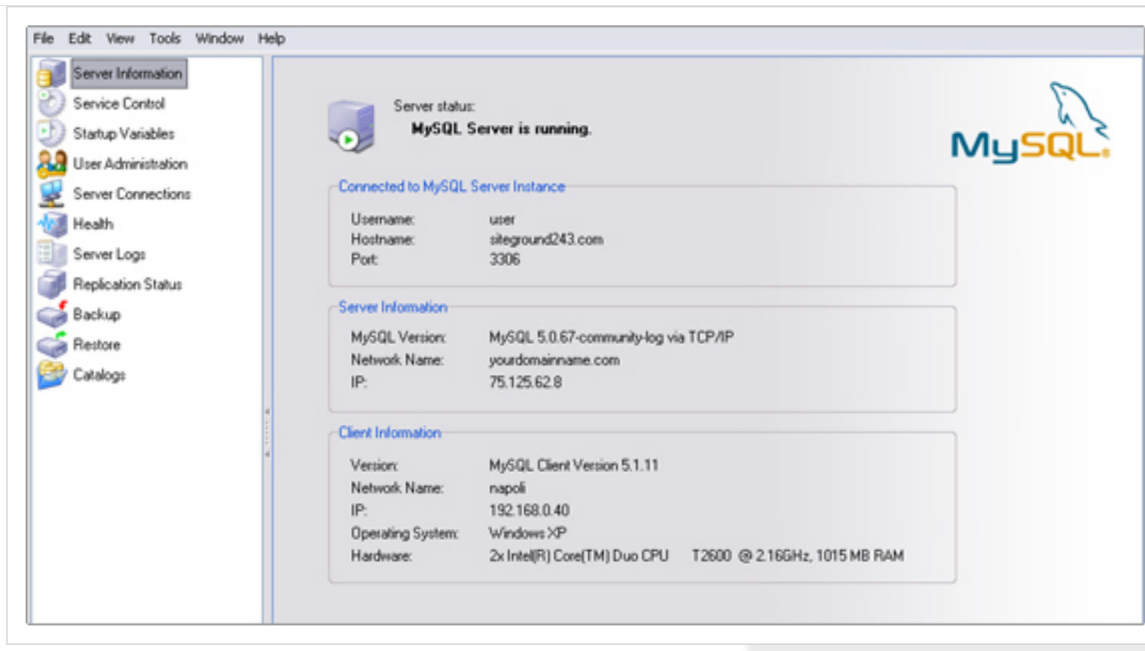 File Edit View Tools Window Help
Server Information
Service Control
Startup Variables
User Administration
Server Connections
Health
Server Logs
Replication Status
Backup
Restore
Catalogs
Server status:
MySQL Server is running.
MySQL®
Connected to MySQL Server Instance
Username: user
Hostname: siteground243.com
Port: 3306
Server Information
MySQL Version: MySQL 5.0.67-community-log via TCP/IP
Network Name: yourdomainname.com
IP: 75.125.62.8
Client Information
Version: MySQL Client Version 5.1.11
Network Name: napoli
IP: 192.168.0.40
Operating System: Windows XP
Hardware: 2x Intel(R) Core(TM) Duo CPU T2600 @ 2.16GHz, 1015 MB RAM